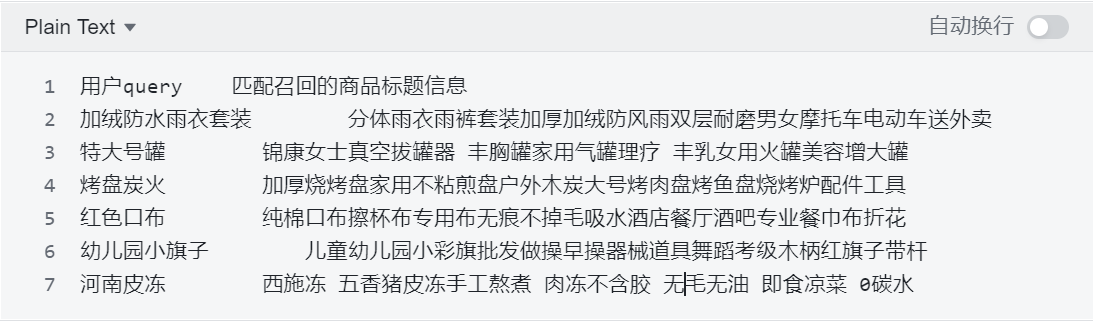 Plain Text 自动换行
1 用户query 匹配召回的商品标题信息
2 加绒防水雨衣套装 分体雨衣雨裤套装加厚加绒防风雨双层耐磨男女摩托车电动车送外卖
3 特大号罐 锦康女士真空拔罐器 丰胸罐家用气罐理疗 丰乳女用火罐美容增大罐
4 烤盘炭火 加厚烧烤盘家用不粘煎盘户外木炭大号烤肉盘烤鱼盘烧烤炉配件工具
5 红色口布 纯棉口布擦杯布专用布无痕不掉毛吸水酒店餐厅酒吧专业餐巾布折花
6 幼儿园小旗子 儿童幼儿园小彩旗批发做操早操器械道具舞蹈考级木柄红旗子带杆
7 河南皮冻 西施冻 五香猪皮冻手工熬煮 肉冻不含胶 无毛无油 即食凉菜 0碳水